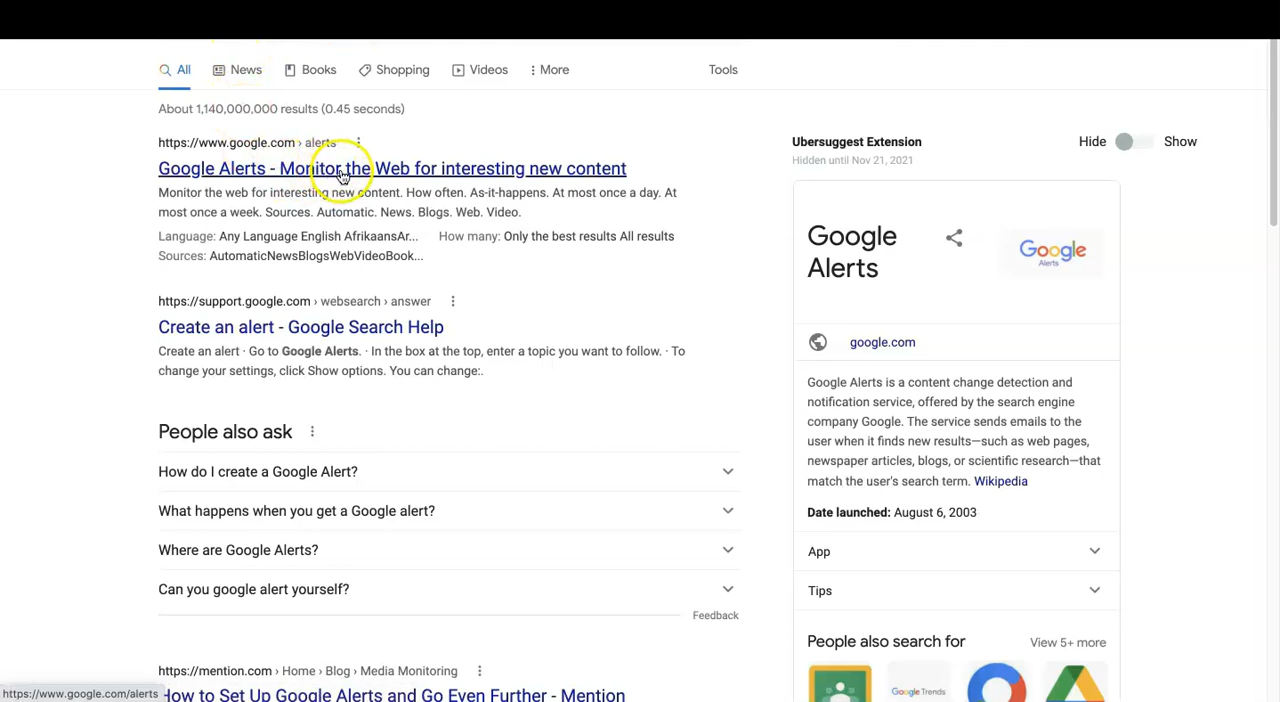 All News Books Shopping Videos More Tools
About 1,140,000,000 results (0.45 seconds)
https://www.google.com › alerts
Google Alerts - Monitor the Web for interesting new content
Monitor the web for interesting new content. How often. As-it-happens. At most once a day. At
most once a week. Sources. Automatic. News. Blogs. Web. Video.
Language: Any Language English AfrikaansAr... How many: Only the best results All results
Sources: AutomaticNewsBlogsWebVideoBook...
https://support.google.com › websearch › answer
Create an alert - Google Search Help
Create an alert · Go to Google Alerts. · In the box at the top, enter a topic you want to follow. · To
change your settings, click Show options. You can change:.
People also ask
How do I create a Google Alert?
What happens when you get a Google alert?
Where are Google Alerts?
Can you google alert yourself?
Feedback
https://mention.com › Home › Blog › Media Monitoring
How to Set Up Google Alerts and Go Even Further - Mention
https://www.google.com/alerts
Ubersuggest Extension Hide Show
Hidden until Nov 21, 2021
Google
Alerts
Google
Alerts
google.com
Google Alerts is a content change detection and
notification service, offered by the search engine
company Google. The service sends emails to the
user when it finds new results—such as web pages,
newspaper articles, blogs, or scientific research—that
match the user's search term. Wikipedia
Date launched: August 6, 2003
App
Tips
People also search for View 5+ more
Google Trends